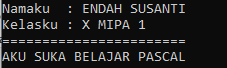 Namaku  : ENDAH SUSANTI
Kelasku : X MIPA 1
=======================
AKU SUKA BELAJAR PASCAL